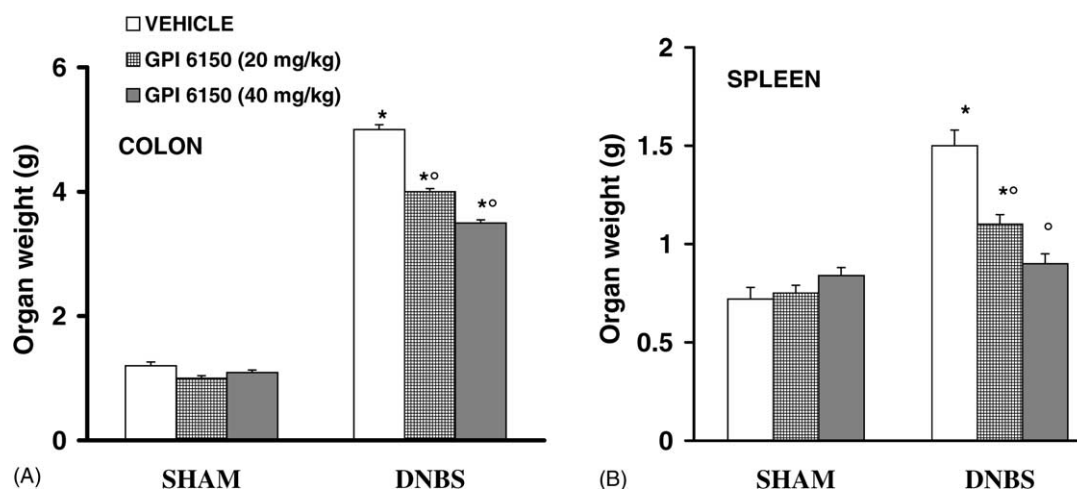 VEHICLE
GPI 6150 (20 mg/kg)
GPI 6150 (40 mg/kg)
COLON
Organ weight (g)
6
4
2
0
*
*°
*°
SHAM
DNBS
(A)
SPLEEN
Organ weight (g)
2
1.5
1
0.5
0
*
*°
°
SHAM
DNBS
(B)